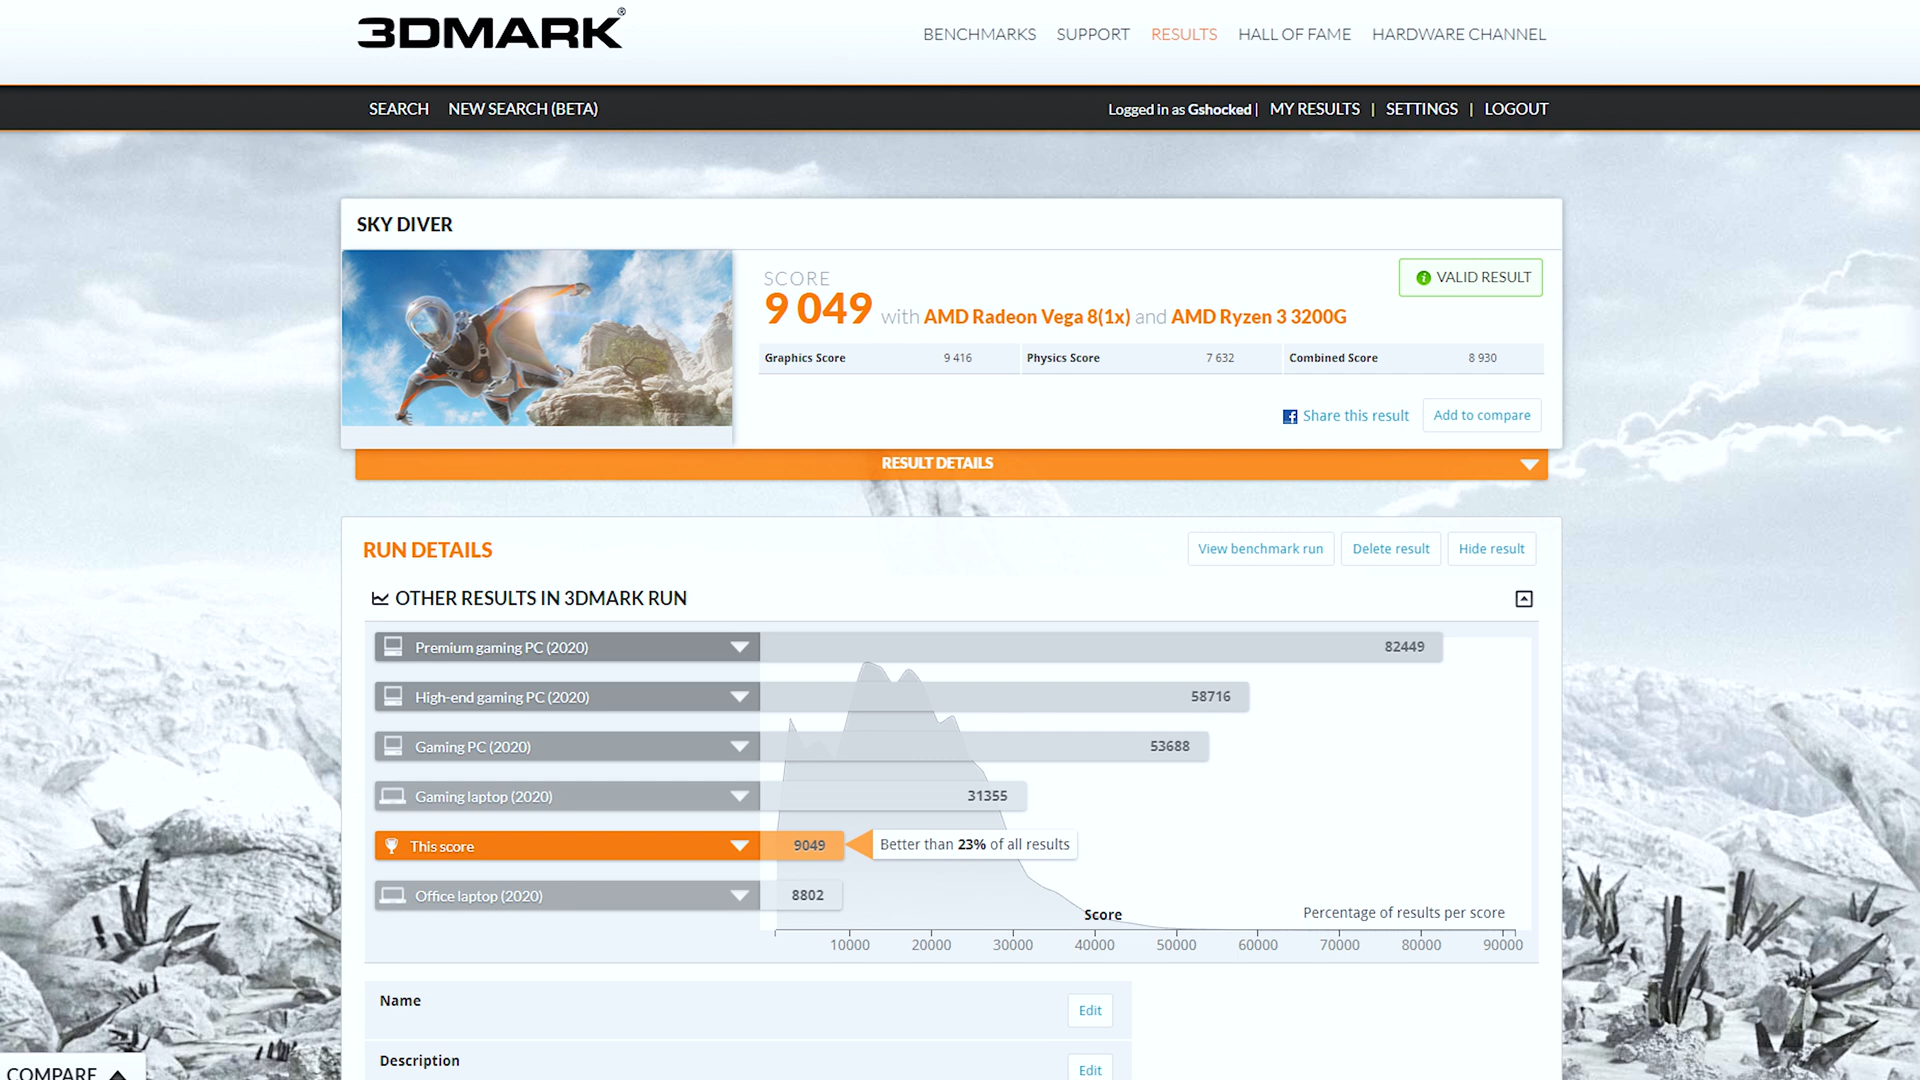 3DMARK®
BENCHMARKS SUPPORT RESULTS HALL OF FAME HARDWARE CHANNEL
SEARCH NEW SEARCH (BETA) Logged in as Gshocked | MY RESULTS | SETTINGS | LOGOUT
SKY DIVER
SCORE
VALID RESULT
9 049 with AMD Radeon Vega 8(1x) and AMD Ryzen 3 3200G
Graphics Score 9 416 Physics Score 7 632 Combined Score 8 930
Share this result Add to compare
RESULT DETAILS
RUN DETAILS View benchmark run Delete result Hide result
OTHER RESULTS IN 3DMARK RUN
Premium gaming PC (2020) 82449
High-end gaming PC (2020) 58716
Gaming PC (2020) 53688
Gaming laptop (2020) 31355
This score 9049 Better than 23% of all results
Office laptop (2020) 8802
Score Percentage of results per score
10000 20000 30000 40000 50000 60000 70000 80000 90000
Name Edit
Description Edit
COMPARE